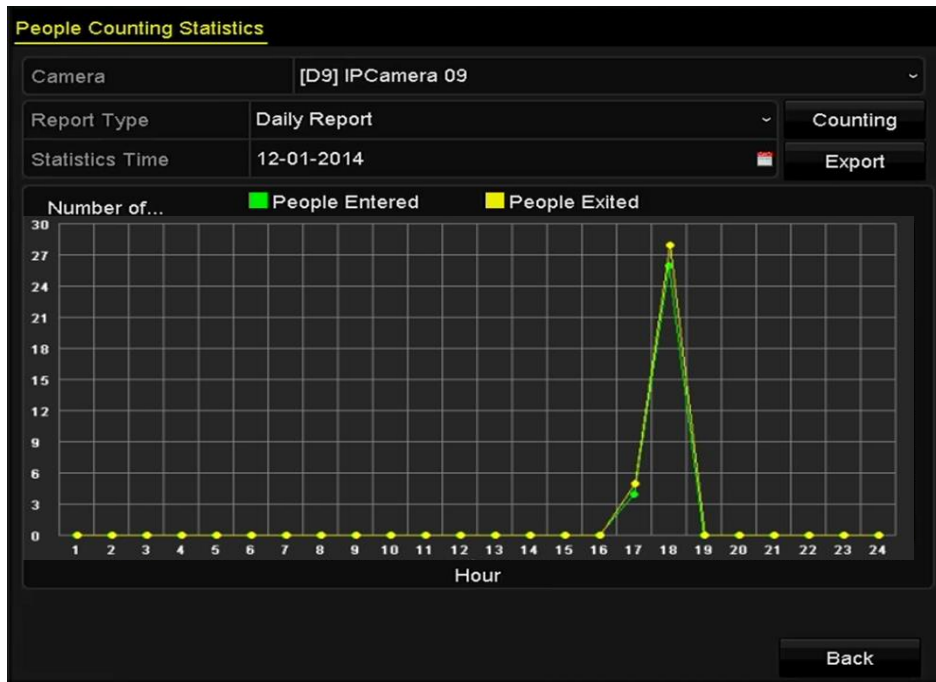 People Counting Statistics
Camera [D9] IPCamera 09
Report Type Daily Report Counting
Statistics Time 12-01-2014 Export
Number of... People Entered People Exited
30
27
24
21
18
15
12
9
6
3
0
1 2 3 4 5 6 7 8 9 10 11 12 13 14 15 16 17 18 19 20 21 22 23 24
Hour
Back